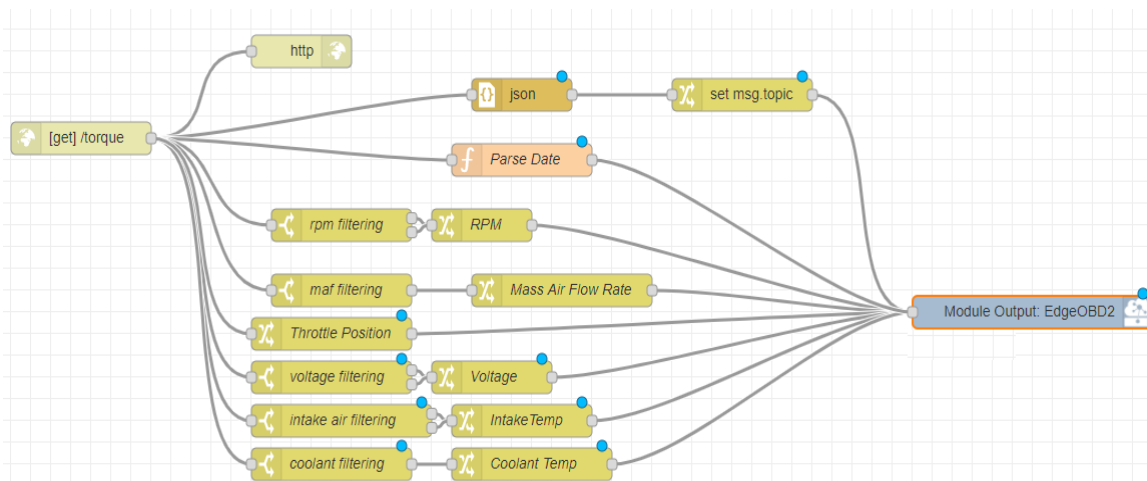 http
json
set msg.topic
[get] /torque
Parse Date
rpm filtering
RPM
maf filtering
Mass Air Flow Rate
Module Output: EdgeOBD2
Throttle Position
voltage filtering
Voltage
intake air filtering
IntakeTemp
coolant filtering
Coolant Temp